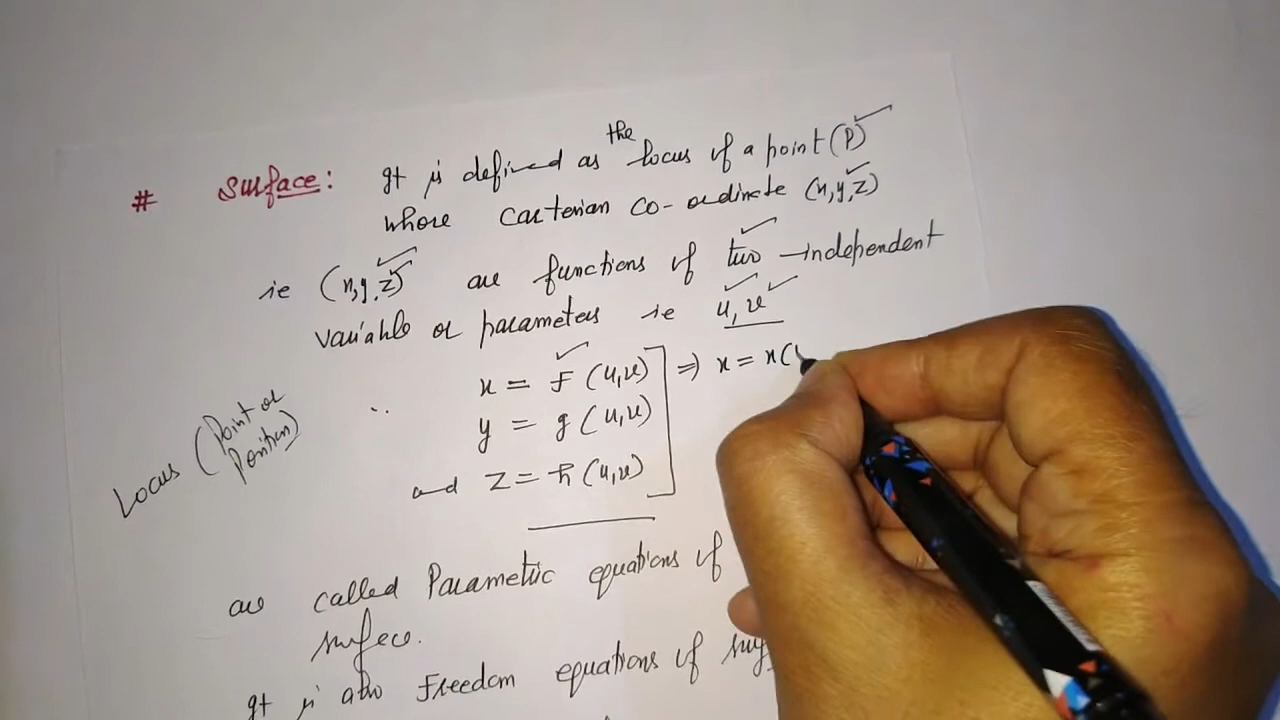 # Surface: It is defined as the locus of a point (P)
whose cartesian co-ordinate (x,y,z)
ie (x,y,z) are functions of two independent
variable or parameters ie u,v
∴ x = f (u,v) ⇒ x = x(
y = g (u,v)
and z = h (u,v)
Locus (Point or
Position)
are called Parametric equations of
surface.
It is also Freedom equations of